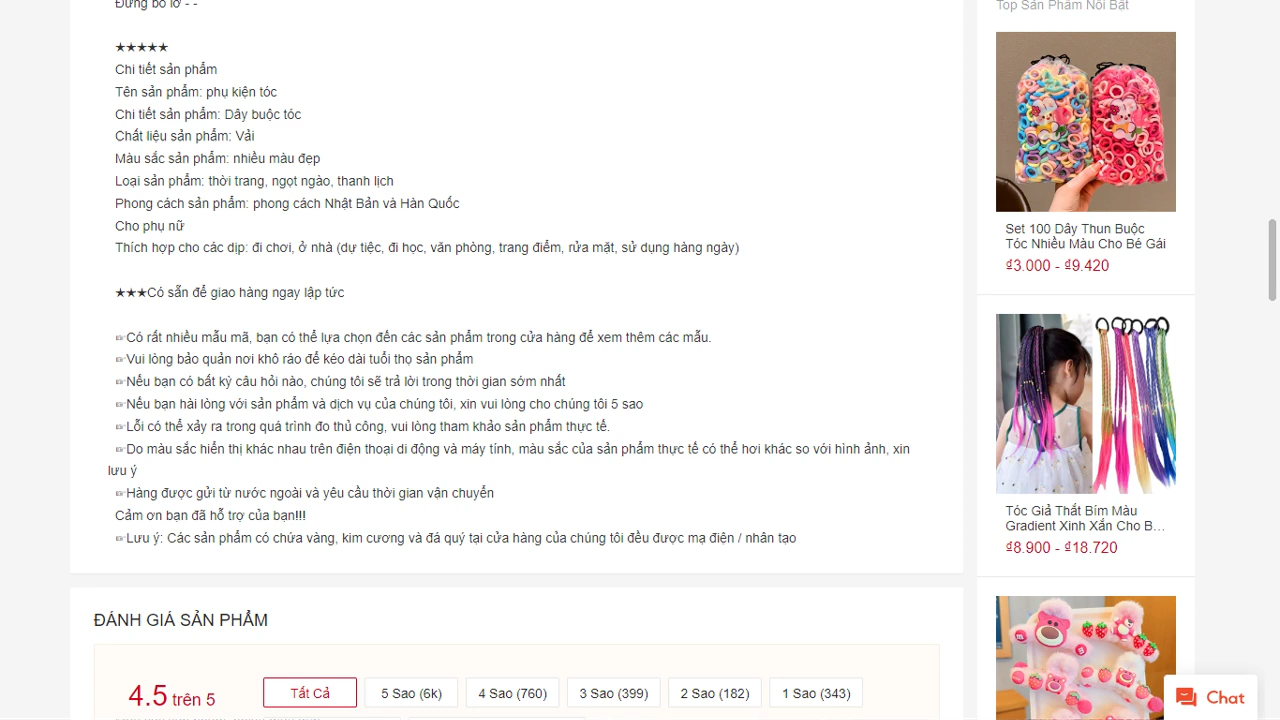 Đừng bỏ lỡ - -
★★★★★
Chi tiết sản phẩm
Tên sản phẩm: phụ kiện tóc
Chi tiết sản phẩm: Dây buộc tóc
Chất liệu sản phẩm: Vải
Màu sắc sản phẩm: nhiều màu đẹp
Loại sản phẩm: thời trang, ngọt ngào, thanh lịch
Phong cách sản phẩm: phong cách Nhật Bản và Hàn Quốc
Cho phụ nữ
Thích hợp cho các dịp: đi chơi, ở nhà (dự tiệc, đi học, văn phòng, trang điểm, rửa mặt, sử dụng hàng ngày)
★★★Có sẵn để giao hàng ngay lập tức
☞Có rất nhiều mẫu mã, bạn có thể lựa chọn đến các sản phẩm trong cửa hàng để xem thêm các mẫu.
☞Vui lòng bảo quản nơi khô ráo để kéo dài tuổi thọ sản phẩm
☞Nếu bạn có bất kỳ câu hỏi nào, chúng tôi sẽ trả lời trong thời gian sớm nhất
☞Nếu bạn hài lòng với sản phẩm và dịch vụ của chúng tôi, xin vui lòng cho chúng tôi 5 sao
☞Lỗi có thể xảy ra trong quá trình đo thủ công, vui lòng tham khảo sản phẩm thực tế.
☞Do màu sắc hiển thị khác nhau trên điện thoại di động và máy tính, màu sắc của sản phẩm thực tế có thể hơi khác so với hình ảnh, xin
lưu ý
☞Hàng được gửi từ nước ngoài và yêu cầu thời gian vận chuyển
Cảm ơn bạn đã hỗ trợ của bạn!!!
☞Lưu ý: Các sản phẩm có chứa vàng, kim cương và đá quý tại cửa hàng của chúng tôi đều được mạ điện / nhân tạo
ĐÁNH GIÁ SẢN PHẨM
4.5 trên 5
Tất Cả
5 Sao (6k)
4 Sao (760)
3 Sao (399)
2 Sao (182)
1 Sao (343)
Top Sản Phẩm Nổi Bật
Set 100 Dây Thun Buộc
Tóc Nhiều Màu Cho Bé Gái
₫3.000 - ₫9.420
Tóc Giả Thắt Bím Màu
Gradient Xinh Xắn Cho B…
₫8.900 - ₫18.720
Chat